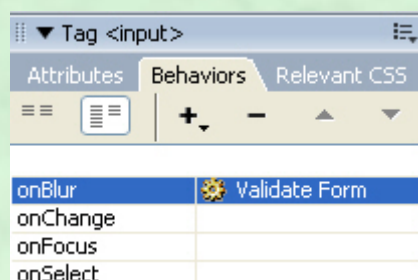 ▼ Tag <input>
Attributes Behaviors Relevant CSS
onBlur Validate Form
onChange
onFocus
onSelect